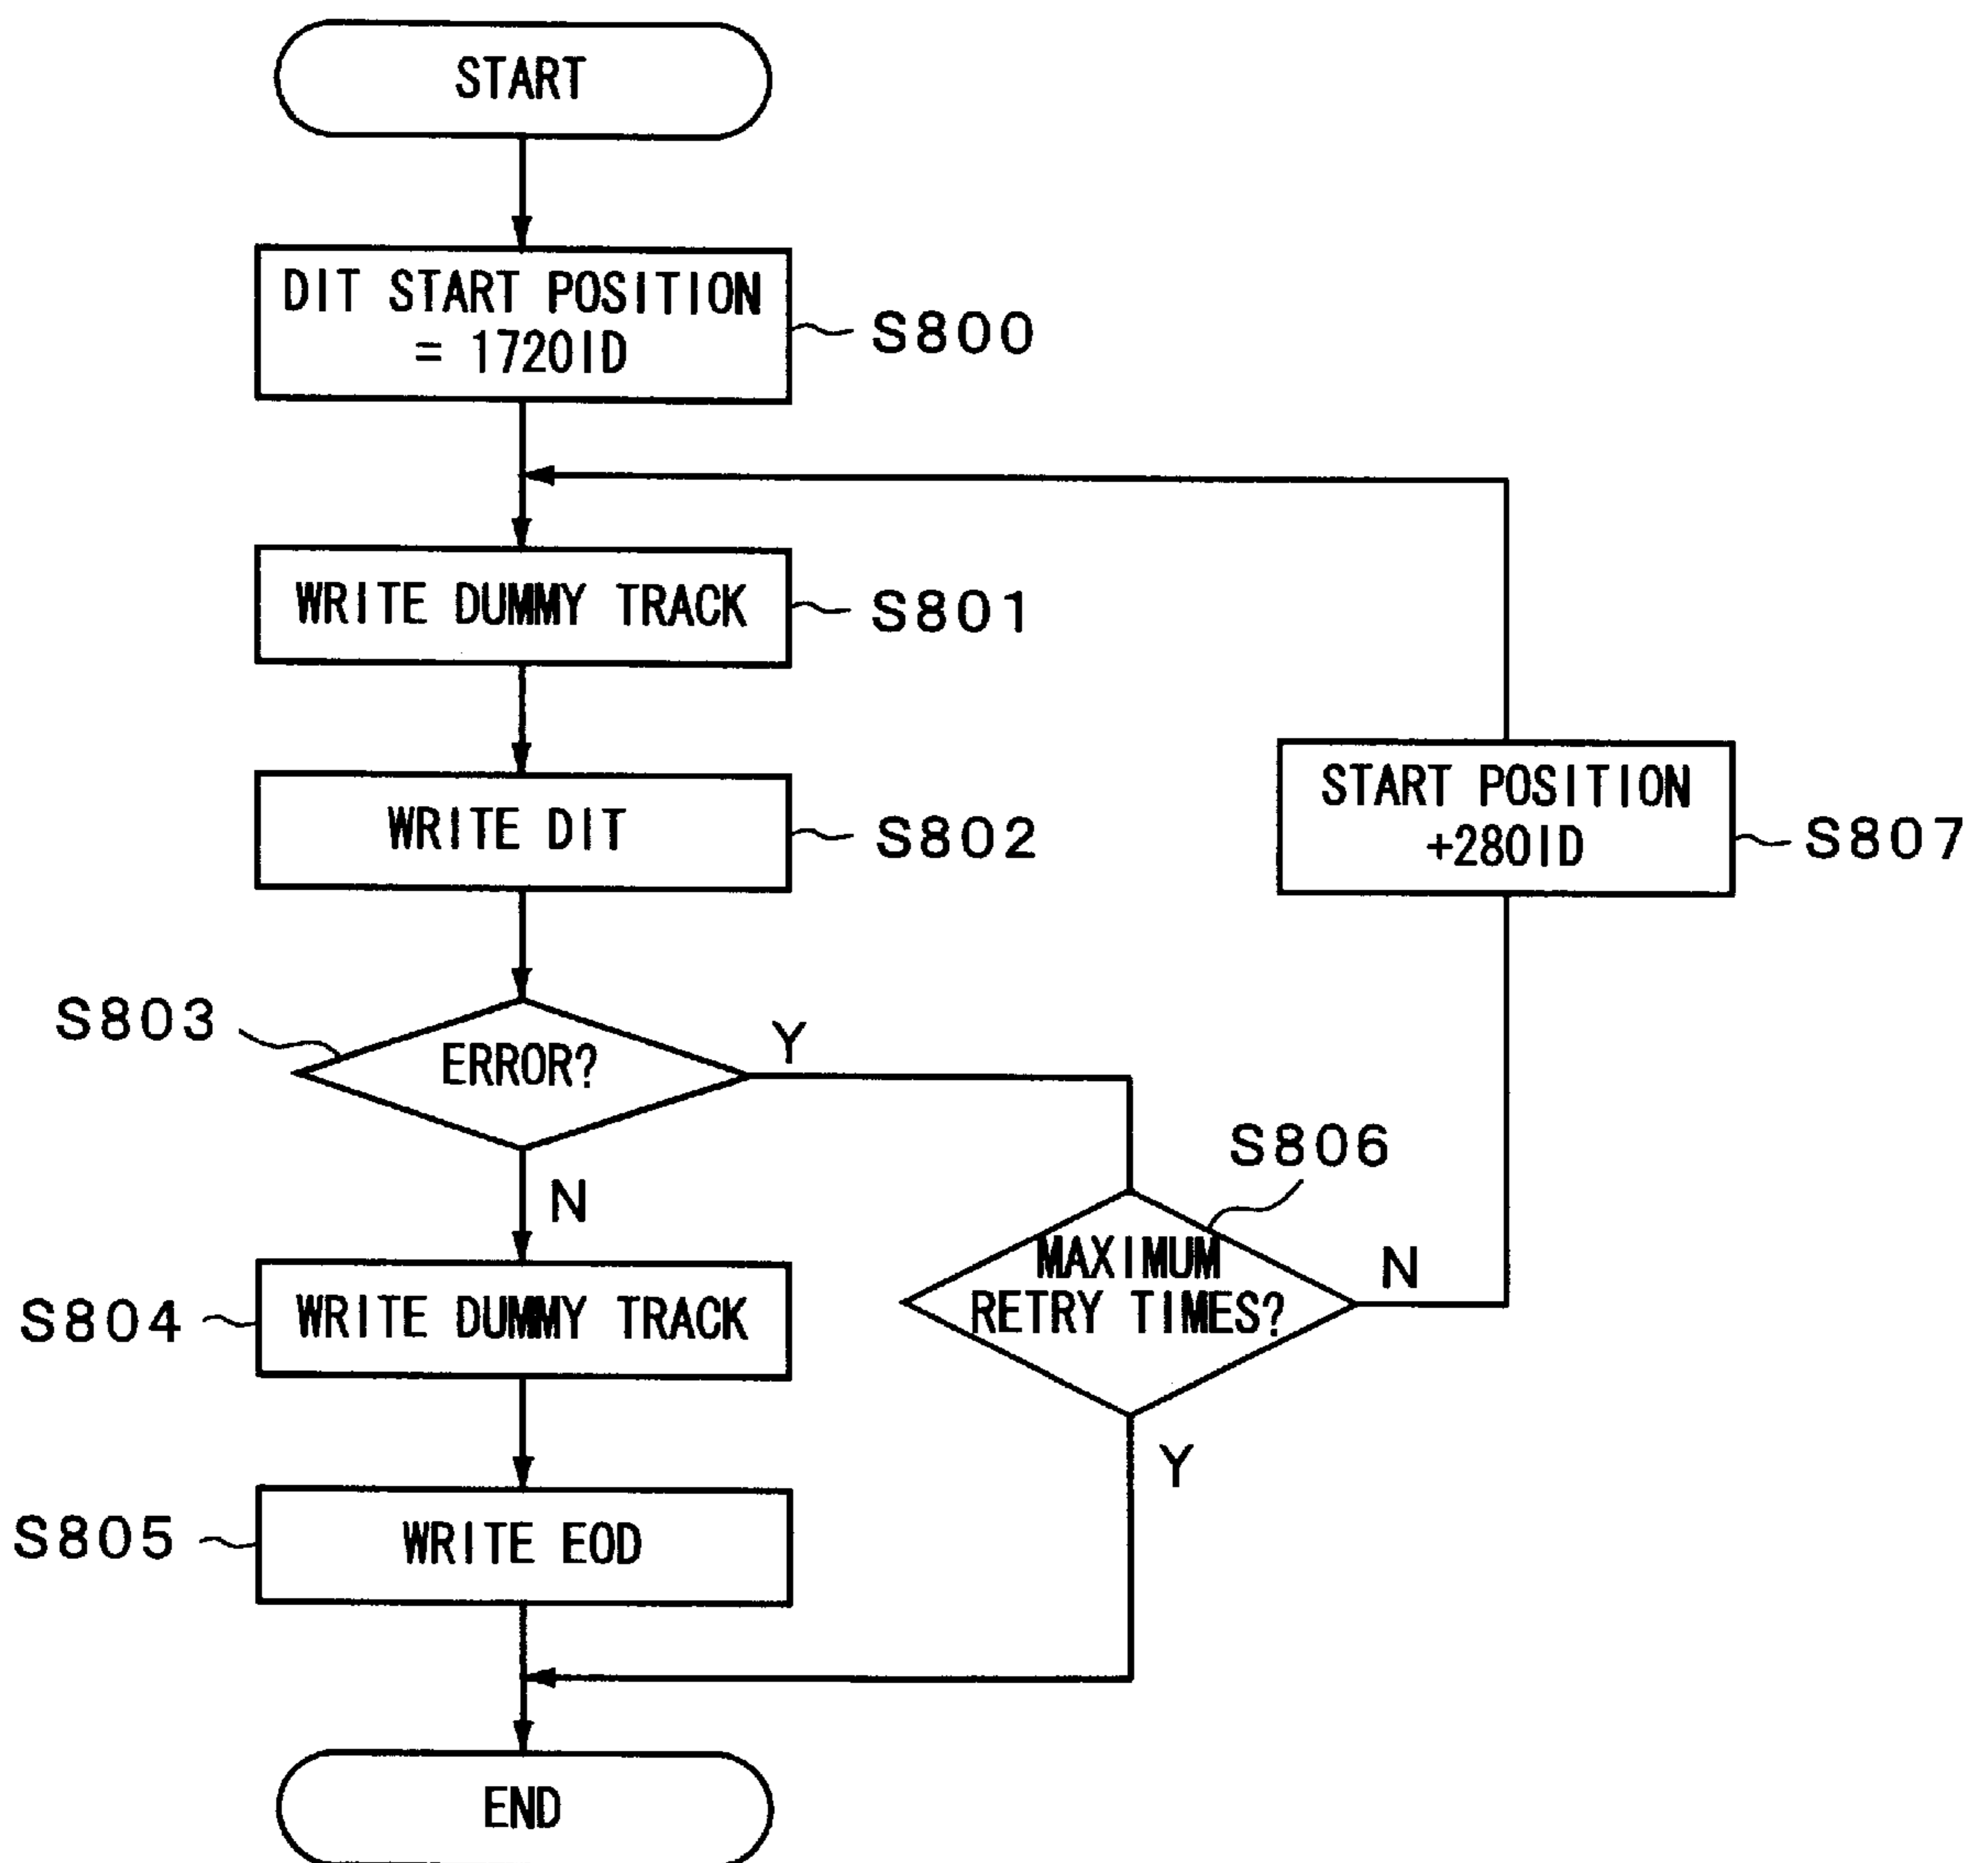 START
DIT START POSITION
= 1720ID
S800
WRITE DUMMY TRACK
S801
WRITE DIT
S802
START POSITION
+280ID
S807
S803
ERROR?
Y
N
S806
MAXIMUM
RETRY TIMES?
N
Y
S804
WRITE DUMMY TRACK
S805
WRITE EOD
END